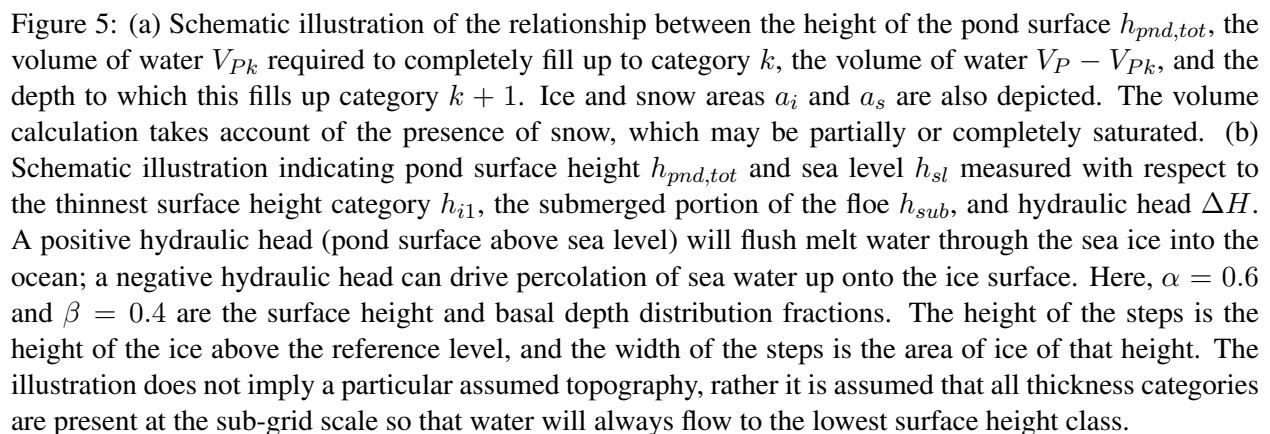 Figure 5: (a) Schematic illustration of the relationship between the height of the pond surface h_{pnd,tot}, the
volume of water V_{Pk} required to completely fill up to category k, the volume of water V_P − V_{Pk}, and the
depth to which this fills up category k + 1. Ice and snow areas a_i and a_s are also depicted. The volume
calculation takes account of the presence of snow, which may be partially or completely saturated. (b)
Schematic illustration indicating pond surface height h_{pnd,tot} and sea level h_{sl} measured with respect to
the thinnest surface height category h_{i1}, the submerged portion of the floe h_{sub}, and hydraulic head ΔH.
A positive hydraulic head (pond surface above sea level) will flush melt water through the sea ice into the
ocean; a negative hydraulic head can drive percolation of sea water up onto the ice surface. Here, α = 0.6
and β = 0.4 are the surface height and basal depth distribution fractions. The height of the steps is the
height of the ice above the reference level, and the width of the steps is the area of ice of that height. The
illustration does not imply a particular assumed topography, rather it is assumed that all thickness categories
are present at the sub-grid scale so that water will always flow to the lowest surface height class.